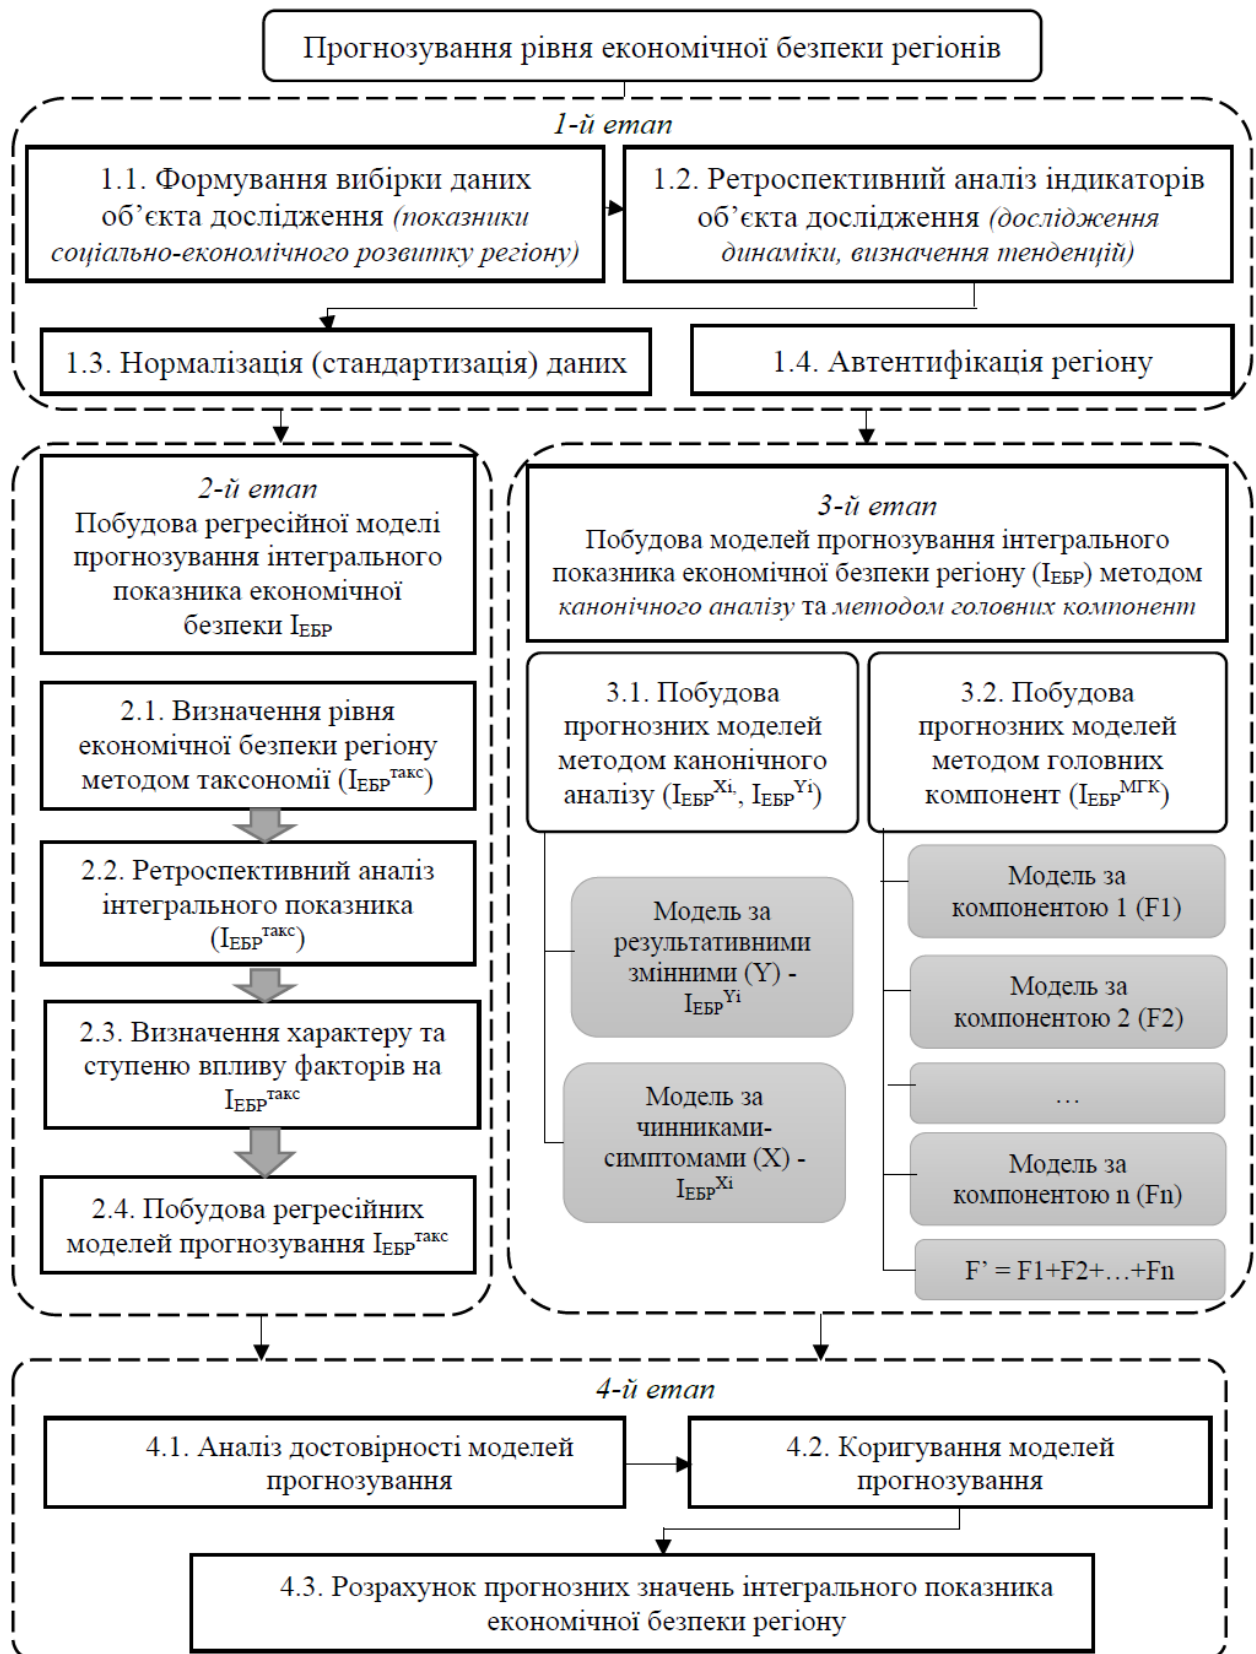 Прогнозування рівня економічної безпеки регіонів
1-й етап
1.1. Формування вибірки даних
об’єкта дослідження (показники
соціально-економічного розвитку регіону)
1.2. Ретроспективний аналіз індикаторів
об’єкта дослідження (дослідження
динаміки, визначення тенденцій)
1.3. Нормалізація (стандартизація) даних
1.4. Автентифікація регіону
2-й етап
Побудова регресійної моделі
прогнозування інтегрального
показника економічної
безпеки IЕБР
2.1. Визначення рівня
економічної безпеки регіону
методом таксономії (IЕБРтакс)
2.2. Ретроспективний аналіз
інтегрального показника
(IЕБРтакс)
2.3. Визначення характеру та
ступеню впливу факторів на
IЕБРтакс
2.4. Побудова регресійних
моделей прогнозування IЕБРтакс
3-й етап
Побудова моделей прогнозування інтегрального
показника економічної безпеки регіону (IЕБР) методом
канонічного аналізу та методом головних компонент
3.1. Побудова
прогнозних моделей
методом канонічного
аналізу (IЕБРXi,, IЕБРYi)
Модель за
результативними
змінними (Y) -
IЕБРYi
Модель за
чинниками-
симптомами (X) -
IЕБРXi
3.2. Побудова
прогнозних моделей
методом головних
компонент (IЕБРМГК)
Модель за
компонентою 1 (F1)
Модель за
компонентою 2 (F2)
…
Модель за
компонентою n (Fn)
F’ = F1+F2+…+Fn
4-й етап
4.1. Аналіз достовірності моделей
прогнозування
4.2. Коригування моделей
прогнозування
4.3. Розрахунок прогнозних значень інтегрального показника
економічної безпеки регіону